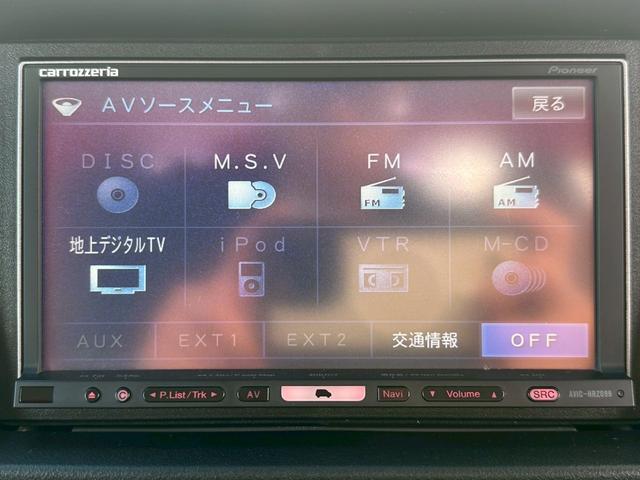 carrozzeria
Pioneer
AVソースメニュー
戻る
DISC
M.S.V
FM
AM
FM
AM
地上デジタルTV
iPod
VTR
M-CD
AUX
EXT1
EXT2
交通情報
OFF
P.List/Trk
AV
Navi
Volume
SRC
AVIC-HRZ099